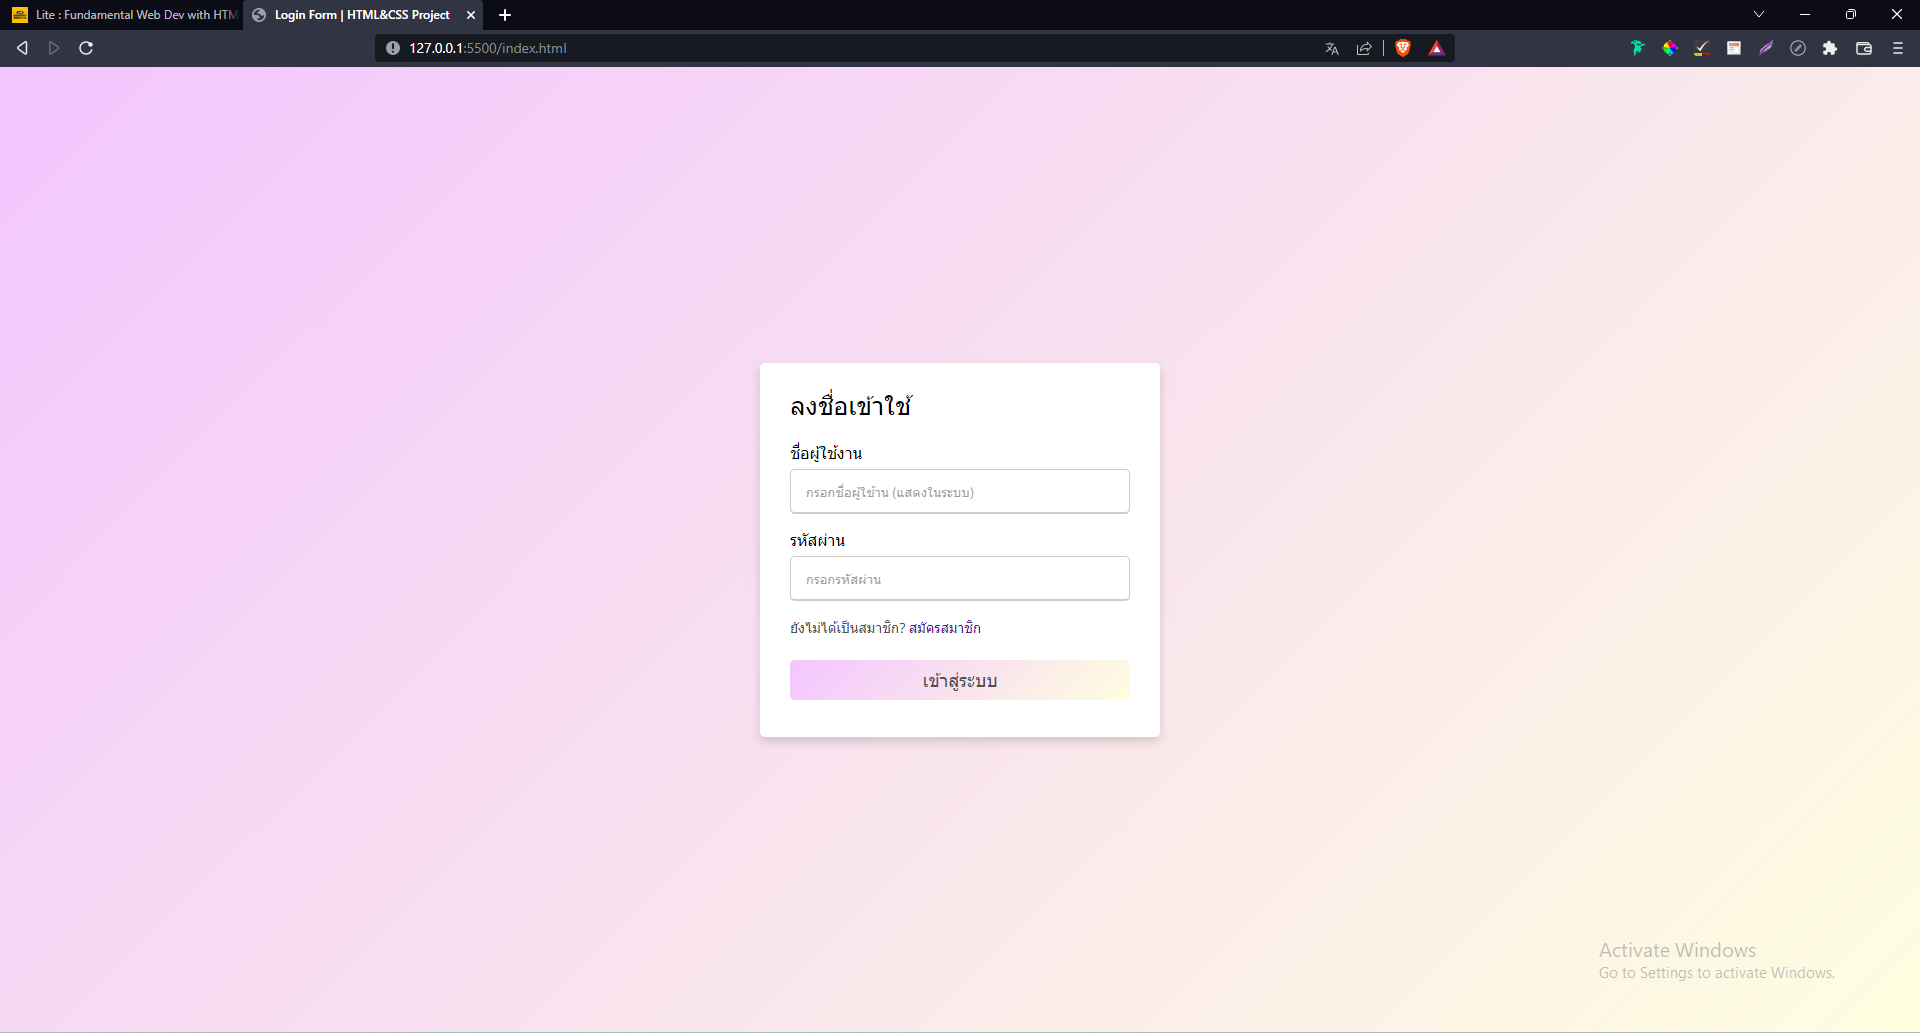 Lite : Fundamental Web Dev with HTM
Login Form | HTML&CSS Project
127.0.0.1:5500/index.html
ลงชื่อเข้าใช้
ชื่อผู้ใช้งาน
กรอกชื่อผู้ใช้าน (แสดงในระบบ)
รหัสผ่าน
กรอกรหัสผ่าน
ยังไม่ได้เป็นสมาชิก? สมัครสมาชิก
เข้าสู่ระบบ
Activate Windows
Go to Settings to activate Windows.